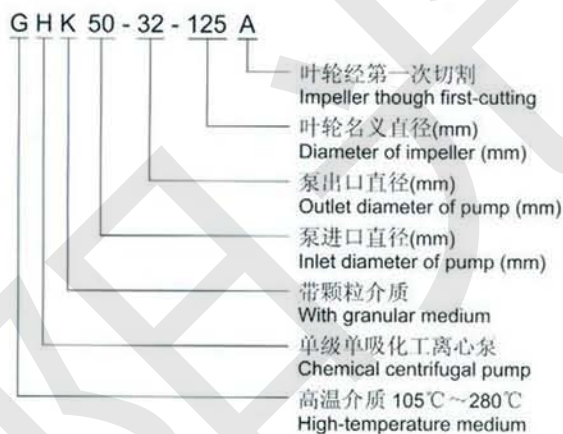 G H K 50 - 32 - 125 A
叶轮经第一次切割
Impeller though first-cutting
叶轮名义直径(mm)
Diameter of impeller (mm)
泵出口直径(mm)
Outlet diameter of pump (mm)
泵进口直径(mm)
Inlet diameter of pump (mm)
带颗粒介质
With granular medium
单级单吸化工离心泵
Chemical centrifugal pump
高温介质 105℃～280℃
High-temperature medium